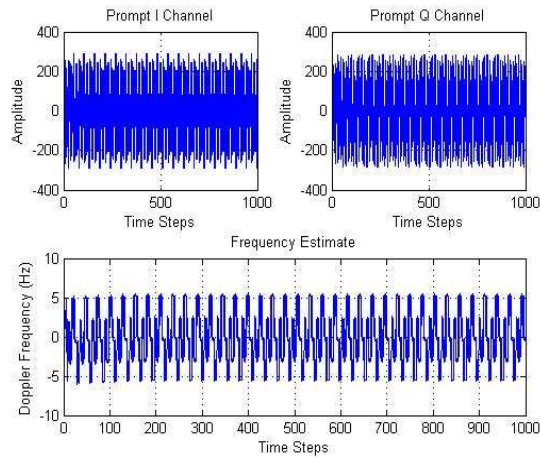 Prompt I Channel
Prompt Q Channel
400
200
0
-200
-400
Amplitude
0 500 1000
Time Steps
400
200
0
-200
-400
Amplitude
0 500 1000
Time Steps
Frequency Estimate
10
5
0
-5
-10
Doppler Frequency (Hz)
0 100 200 300 400 500 600 700 800 900 1000
Time Steps